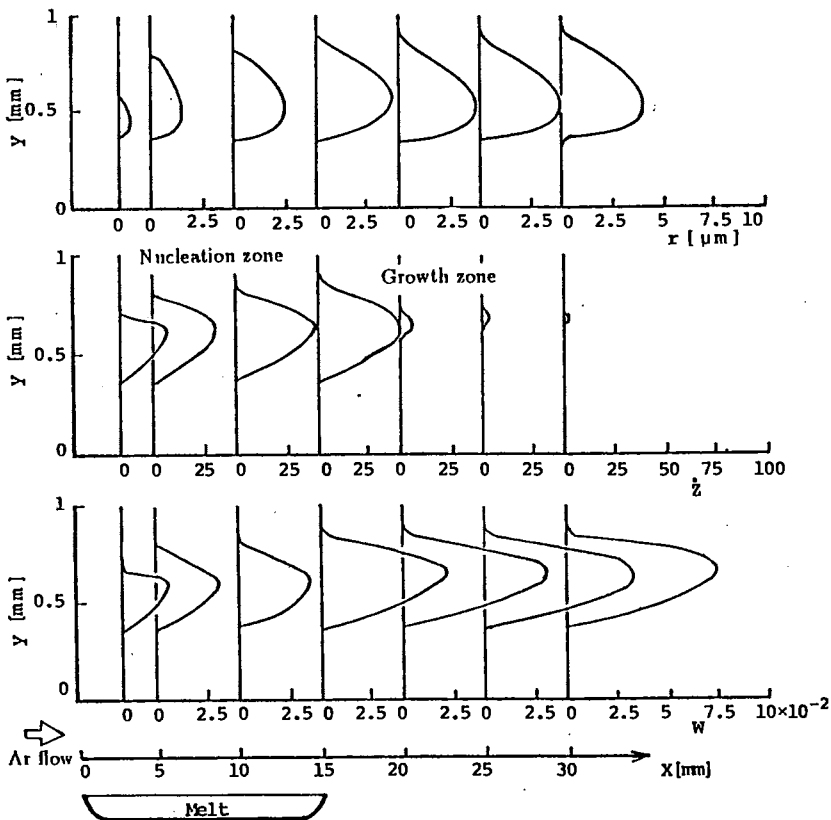 1
Y [mm]
0.5
0
0 0 2.5 0 2.5 0 2.5 0 2.5 0 2.5 0 2.5 5 7.5 10
r [μm]
Nucleation zone
Growth zone
1
Y [mm]
0.5
0
0 0 25 0 25 0 25 0 25 0 25 0 25 50 75 100
Ż
1
Y [mm]
0.5
0
0 0 2.5 0 2.5 0 2.5 0 2.5 0 2.5 0 2.5 5 7.5 10×10-2
W
Ar flow
0 5 10 15 20 25 30 X[mm]
Melt